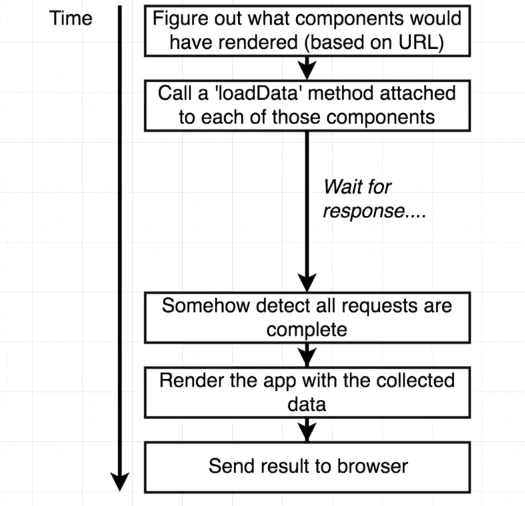 Time
Figure out what components would
have rendered (based on URL)
Call a 'loadData' method attached
to each of those components
Wait for
response....
Somehow detect all requests are
complete
Render the app with the collected
data
Send result to browser